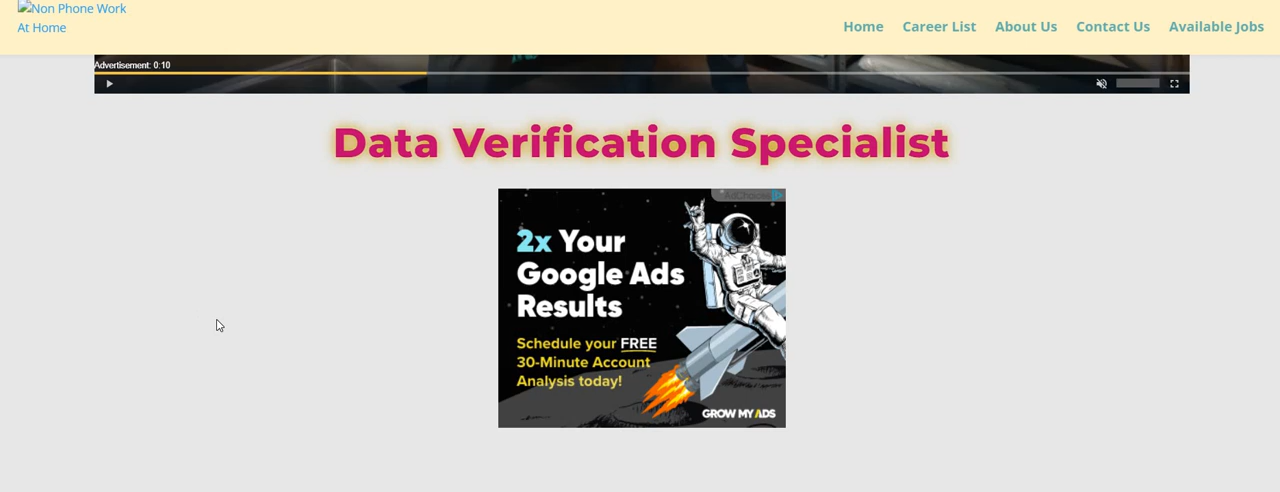 Non Phone Work
At Home
Home Career List About Us Contact Us Available Jobs
Advertisement: 0:10
Data Verification Specialist
AdChoices
2x Your
Google Ads
Results
Schedule your FREE
30-Minute Account
Analysis today!
GROW MY ADS